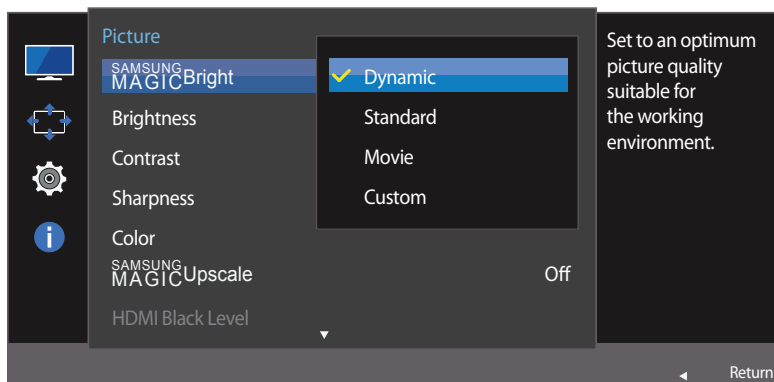 Picture
SAMSUNG
MAGICBright
Brightness
Contrast
Sharpness
Color
SAMSUNG
MAGICUpscale
Off
HDMI Black Level
Dynamic
Standard
Movie
Custom
Set to an optimum
picture quality
suitable for
the working
environment.
Return